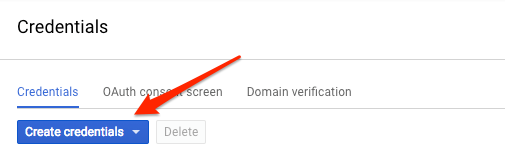 Credentials
Credentials OAuth consent screen Domain verification
Create credentials Delete